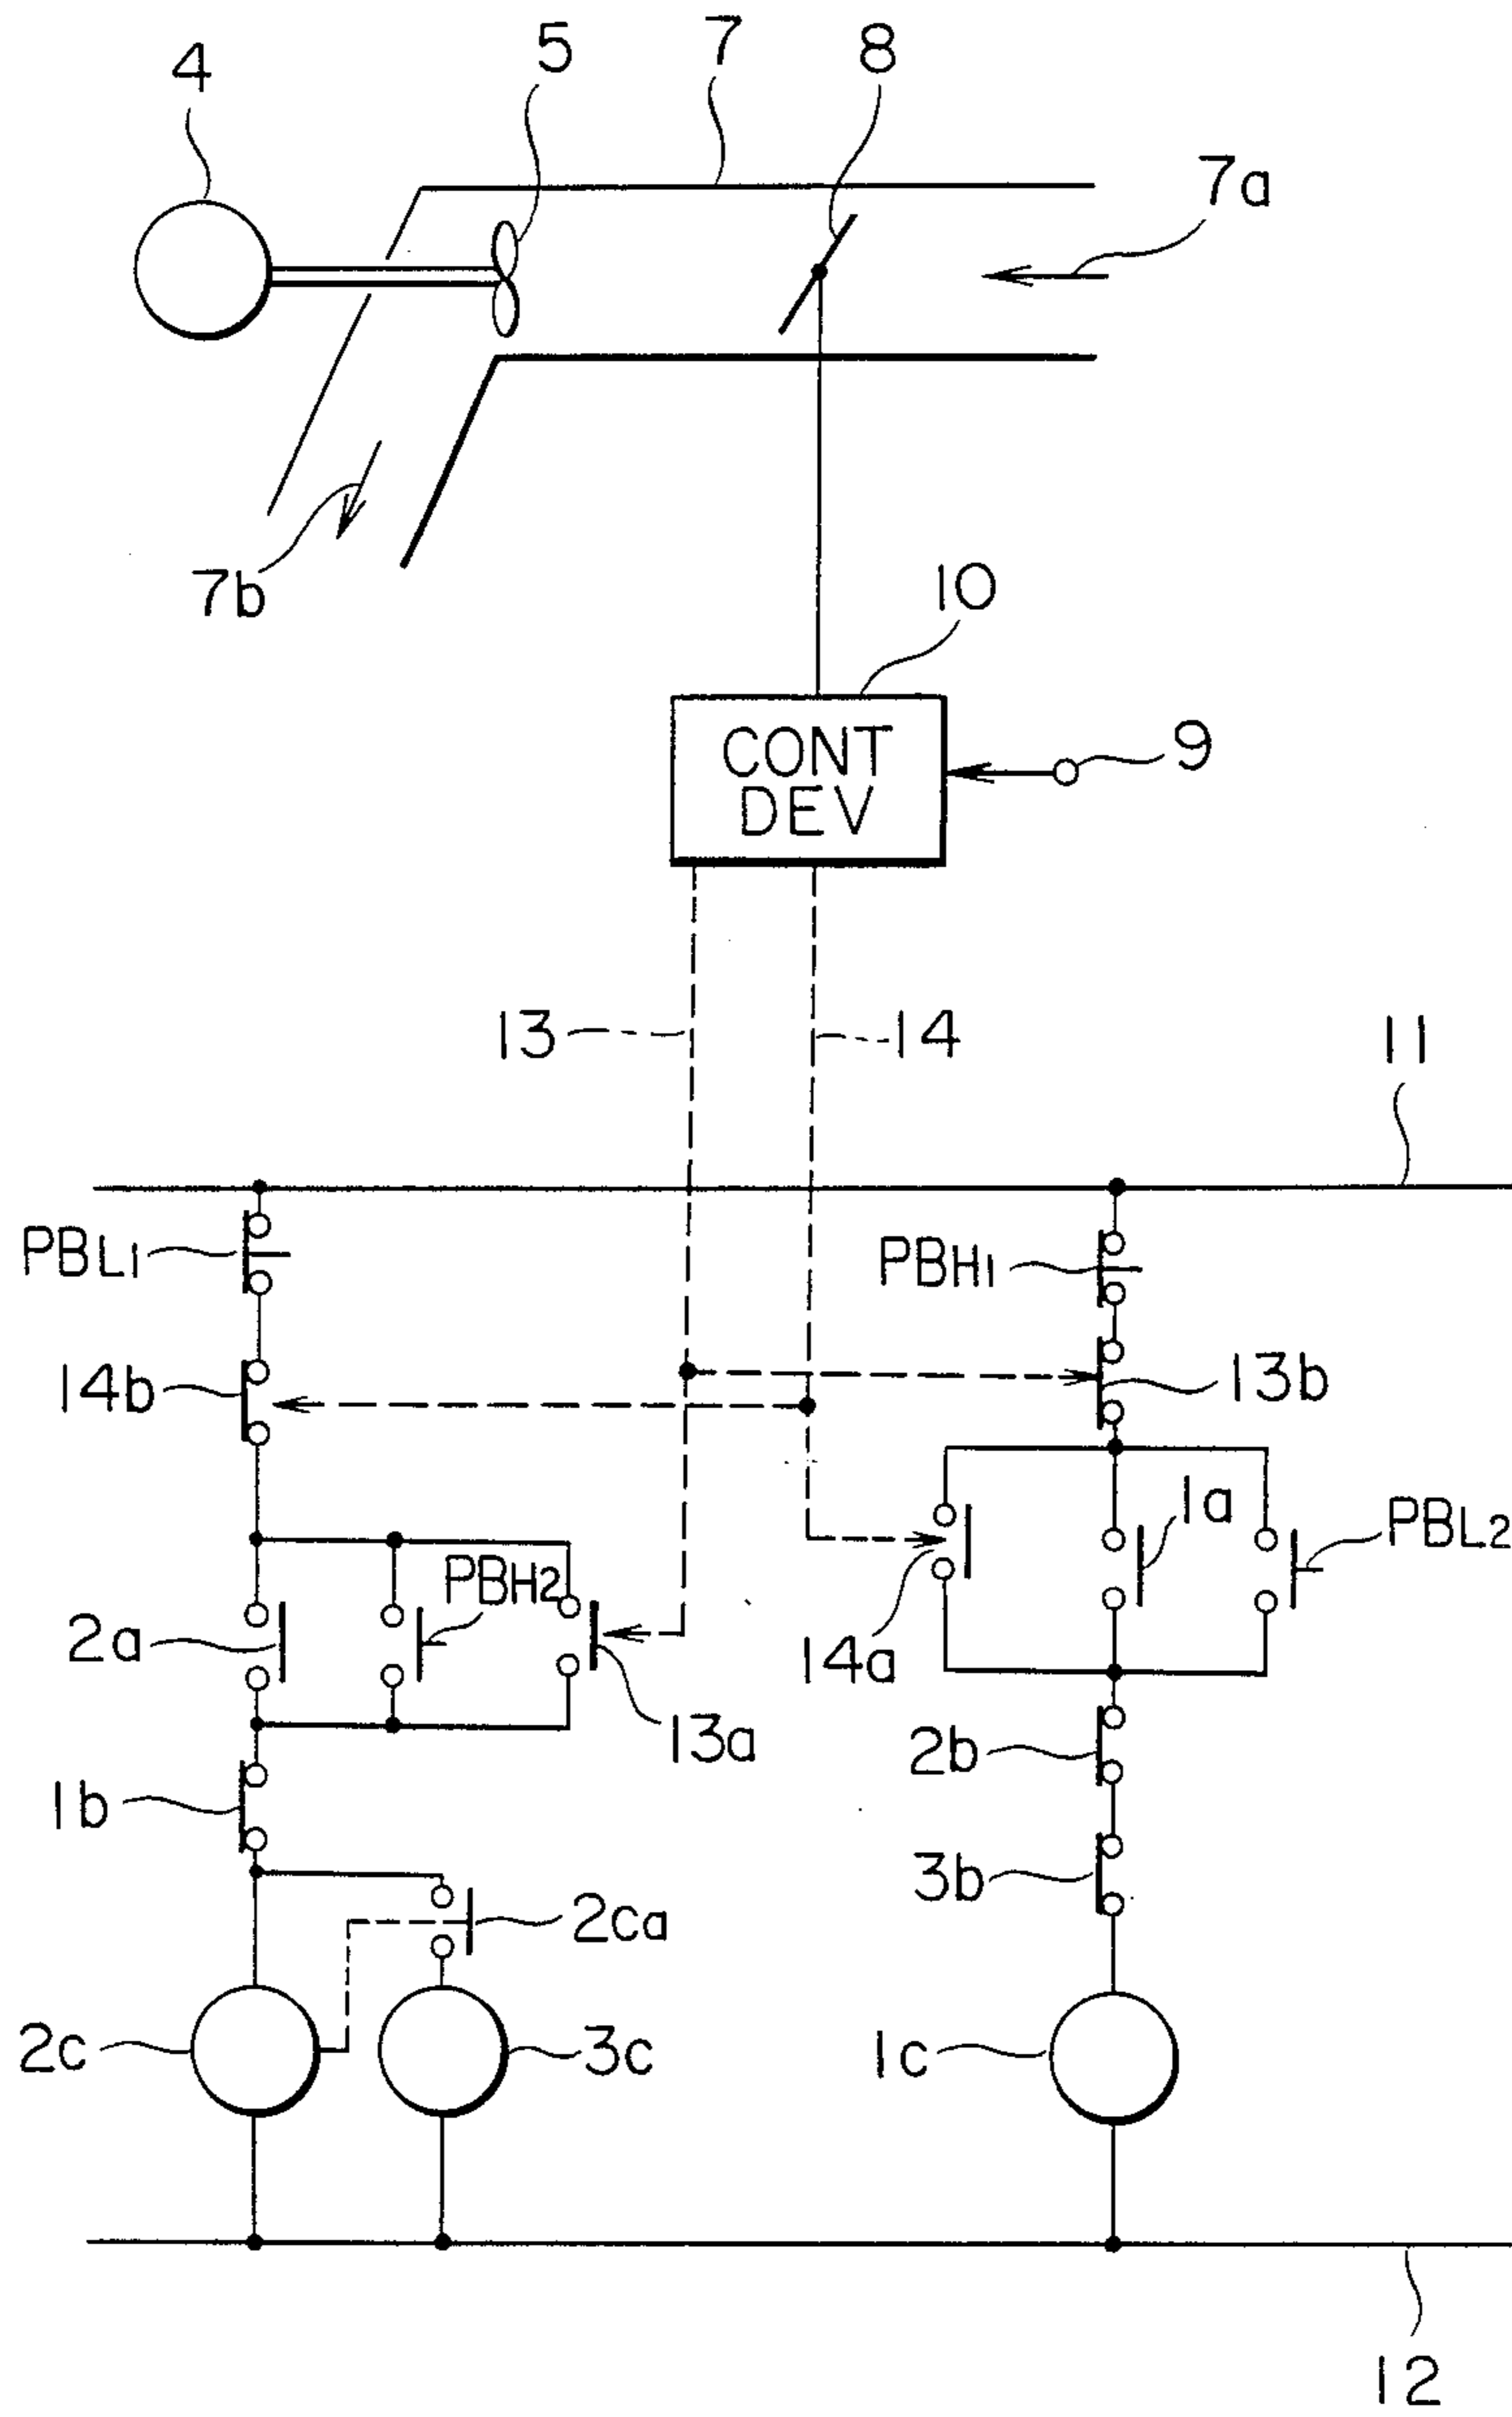 4
5
7
8
7a
7b
10
CONT
DEV
9
13
14
11
PBL1
PBH1
14b
13b
1a
PBL2
PBH2
2a
14a
13a
2b
1b
3b
2ca
2c
3c
1c
12